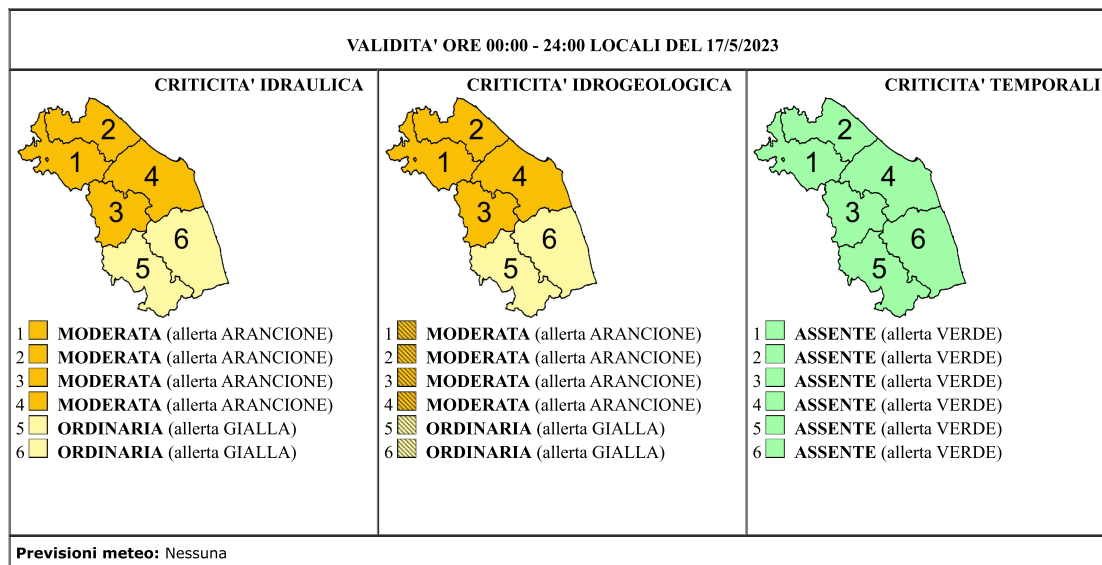 VALIDITA' ORE 00:00 - 24:00 LOCALI DEL 17/5/2023
CRITICITA' IDRAULICA
2
1
4
3
6
5
1 MODERATA (allerta ARANCIONE)
2 MODERATA (allerta ARANCIONE)
3 MODERATA (allerta ARANCIONE)
4 MODERATA (allerta ARANCIONE)
5 ORDINARIA (allerta GIALLA)
6 ORDINARIA (allerta GIALLA)
CRITICITA' IDROGEOLOGICA
2
1
4
3
6
5
1 MODERATA (allerta ARANCIONE)
2 MODERATA (allerta ARANCIONE)
3 MODERATA (allerta ARANCIONE)
4 MODERATA (allerta ARANCIONE)
5 ORDINARIA (allerta GIALLA)
6 ORDINARIA (allerta GIALLA)
CRITICITA' TEMPORALI
2
1
4
3
6
5
1 ASSENTE (allerta VERDE)
2 ASSENTE (allerta VERDE)
3 ASSENTE (allerta VERDE)
4 ASSENTE (allerta VERDE)
5 ASSENTE (allerta VERDE)
6 ASSENTE (allerta VERDE)
Previsioni meteo: Nessuna